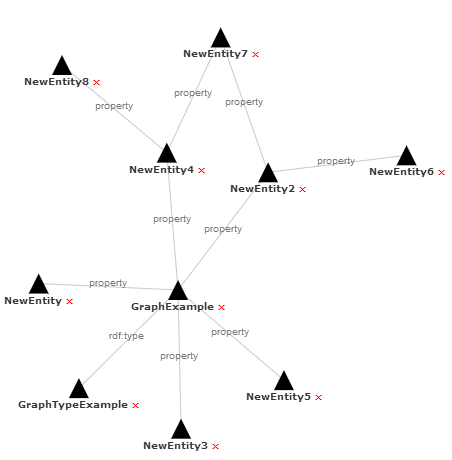 NewEntity7 x
NewEntity8 x
property
property
property
NewEntity4 x
property
NewEntity6 x
NewEntity2 x
property
property
property
NewEntity x
GraphExample x
rdf:type
property
property
NewEntity5 x
GraphTypeExample x
NewEntity3 x